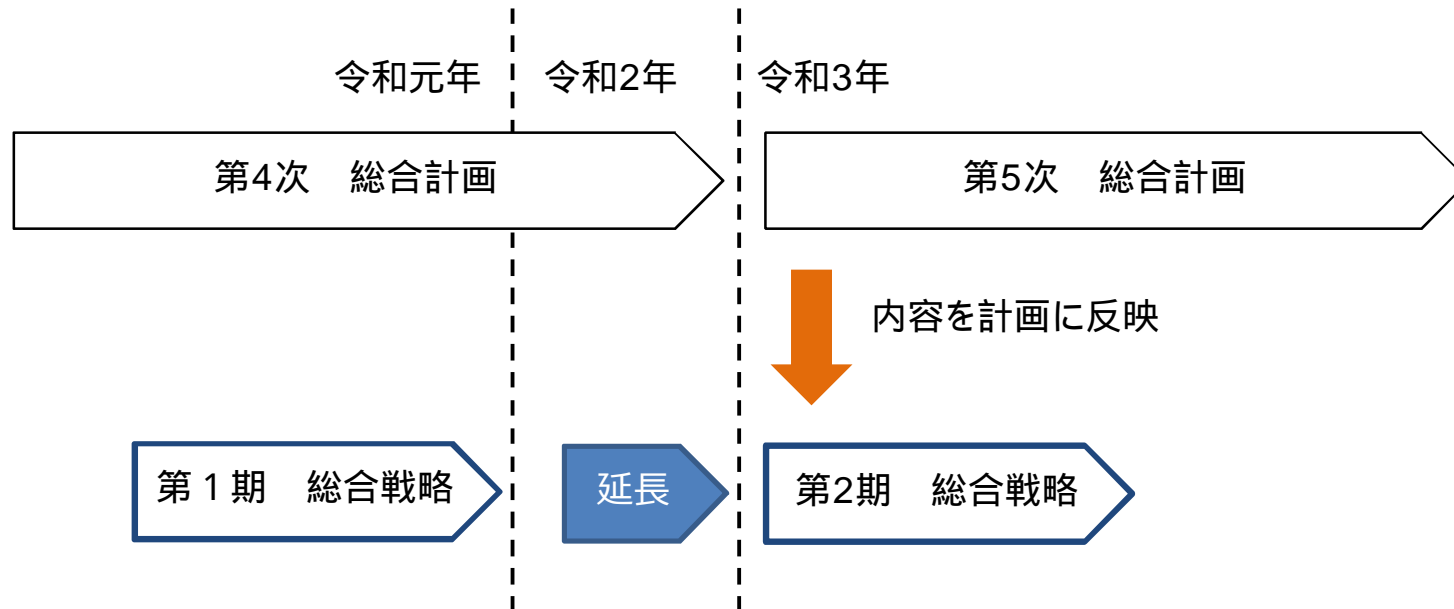 令和元年
令和2年
令和3年
第4次　総合計画
第5次　総合計画
内容を計画に反映
第１期　総合戦略
延長
第2期　総合戦略